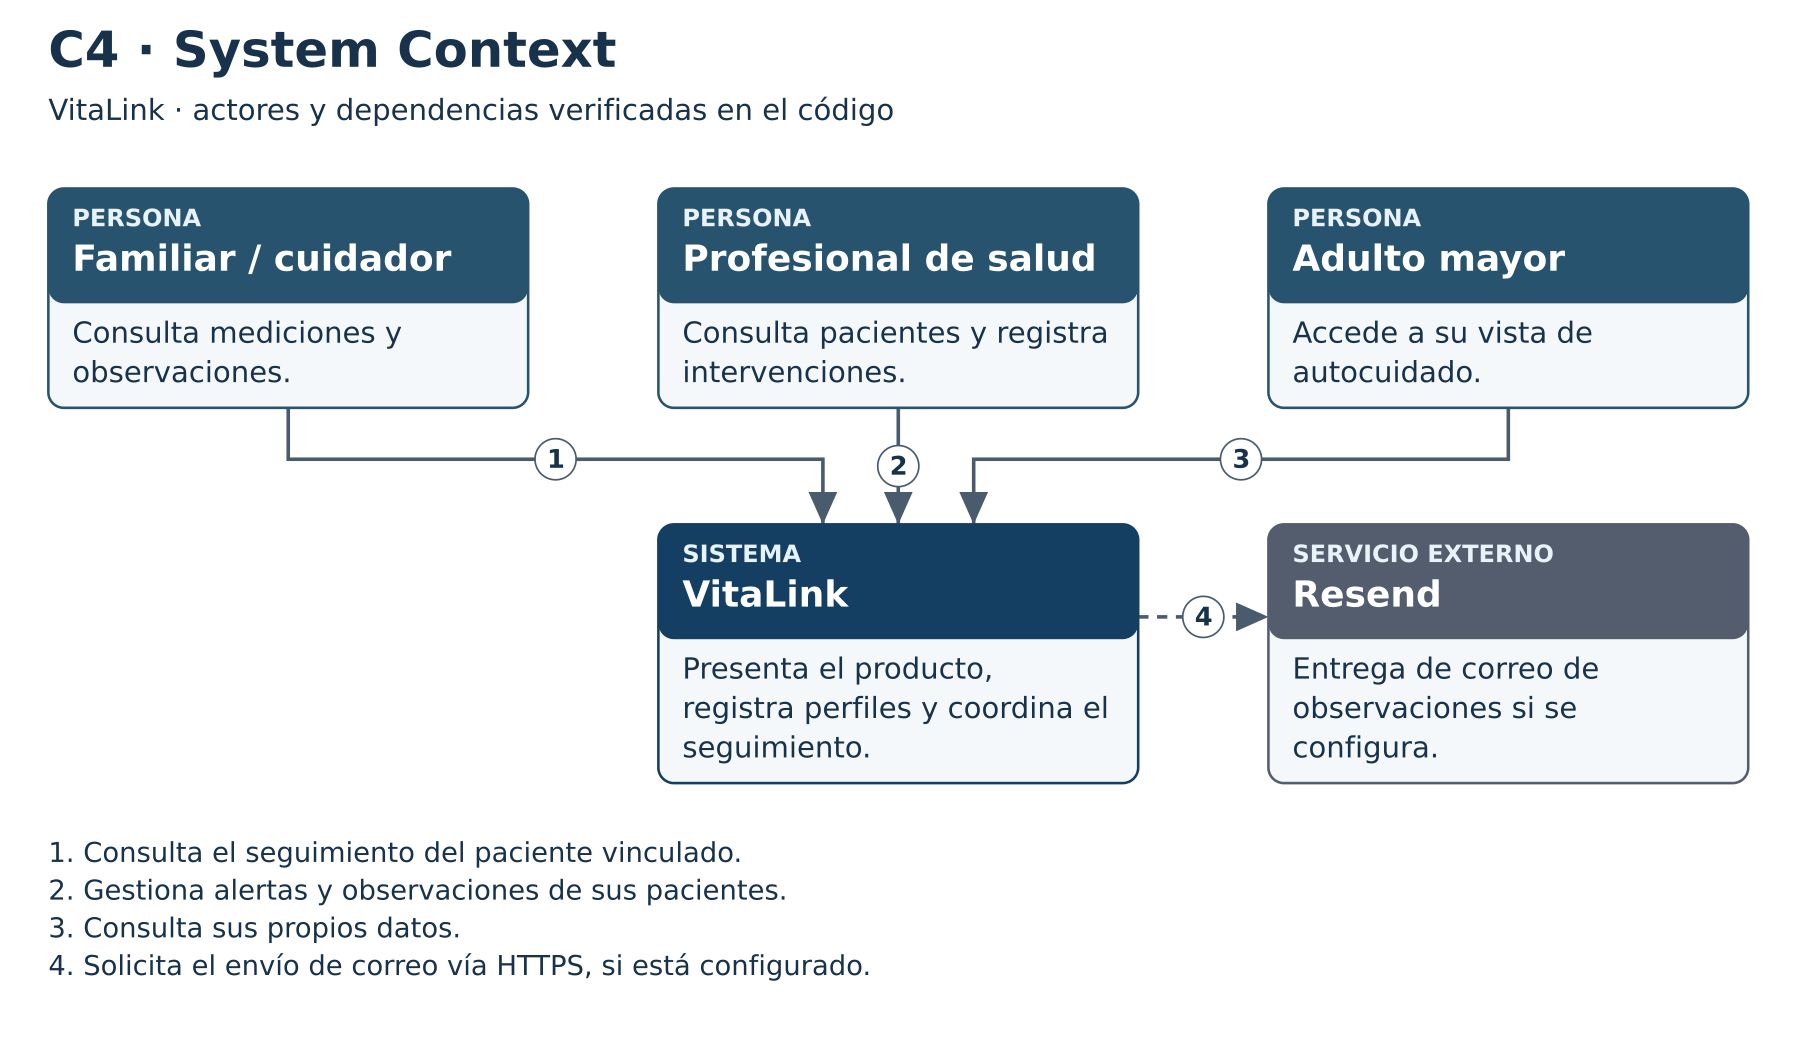 C4 · System Context
VitaLink · actores y dependencias verificadas en el código
PERSONA
Familiar / cuidador
Consulta mediciones y
observaciones.
PERSONA
Profesional de salud
Consulta pacientes y registra
intervenciones.
PERSONA
Adulto mayor
Accede a su vista de
autocuidado.
1
2
3
SISTEMA
VitaLink
Presenta el producto,
registra perfiles y coordina el
seguimiento.
4
SERVICIO EXTERNO
Resend
Entrega de correo de
observaciones si se
configura.
1. Consulta el seguimiento del paciente vinculado.
2. Gestiona alertas y observaciones de sus pacientes.
3. Consulta sus propios datos.
4. Solicita el envío de correo vía HTTPS, si está configurado.